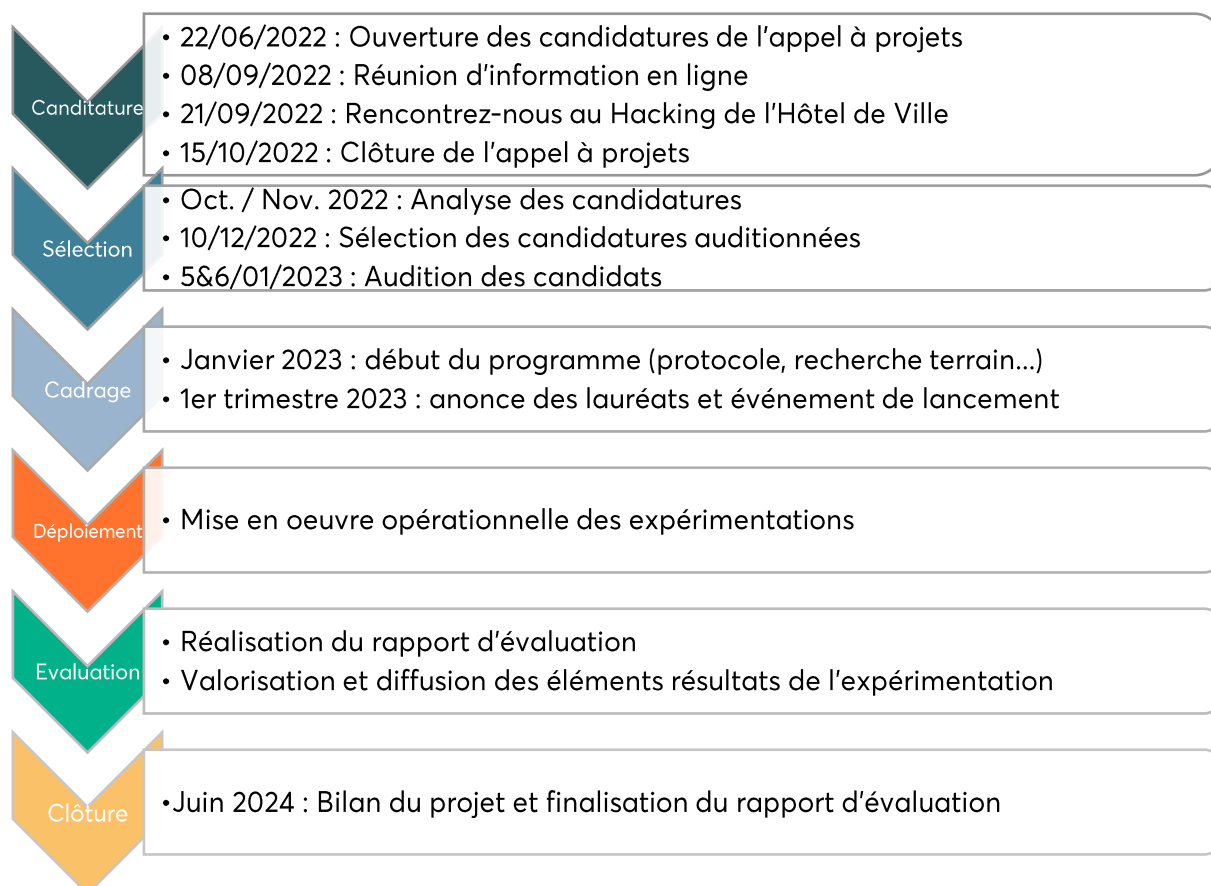 Canditature
• 22/06/2022 : Ouverture des candidatures de l'appel à projets
• 08/09/2022 : Réunion d'information en ligne
• 21/09/2022 : Rencontrez-nous au Hacking de l'Hôtel de Ville
• 15/10/2022 : Clôture de l'appel à projets
Sélection
• Oct. / Nov. 2022 : Analyse des candidatures
• 10/12/2022 : Sélection des candidatures auditionnées
• 5&6/01/2023 : Audition des candidats
Cadrage
• Janvier 2023 : début du programme (protocole, recherche terrain...)
• 1er trimestre 2023 : anonce des lauréats et événement de lancement
Déploiement
• Mise en oeuvre opérationnelle des expérimentations
Evaluation
• Réalisation du rapport d'évaluation
• Valorisation et diffusion des éléments résultats de l'expérimentation
Clôture
•Juin 2024 : Bilan du projet et finalisation du rapport d'évaluation